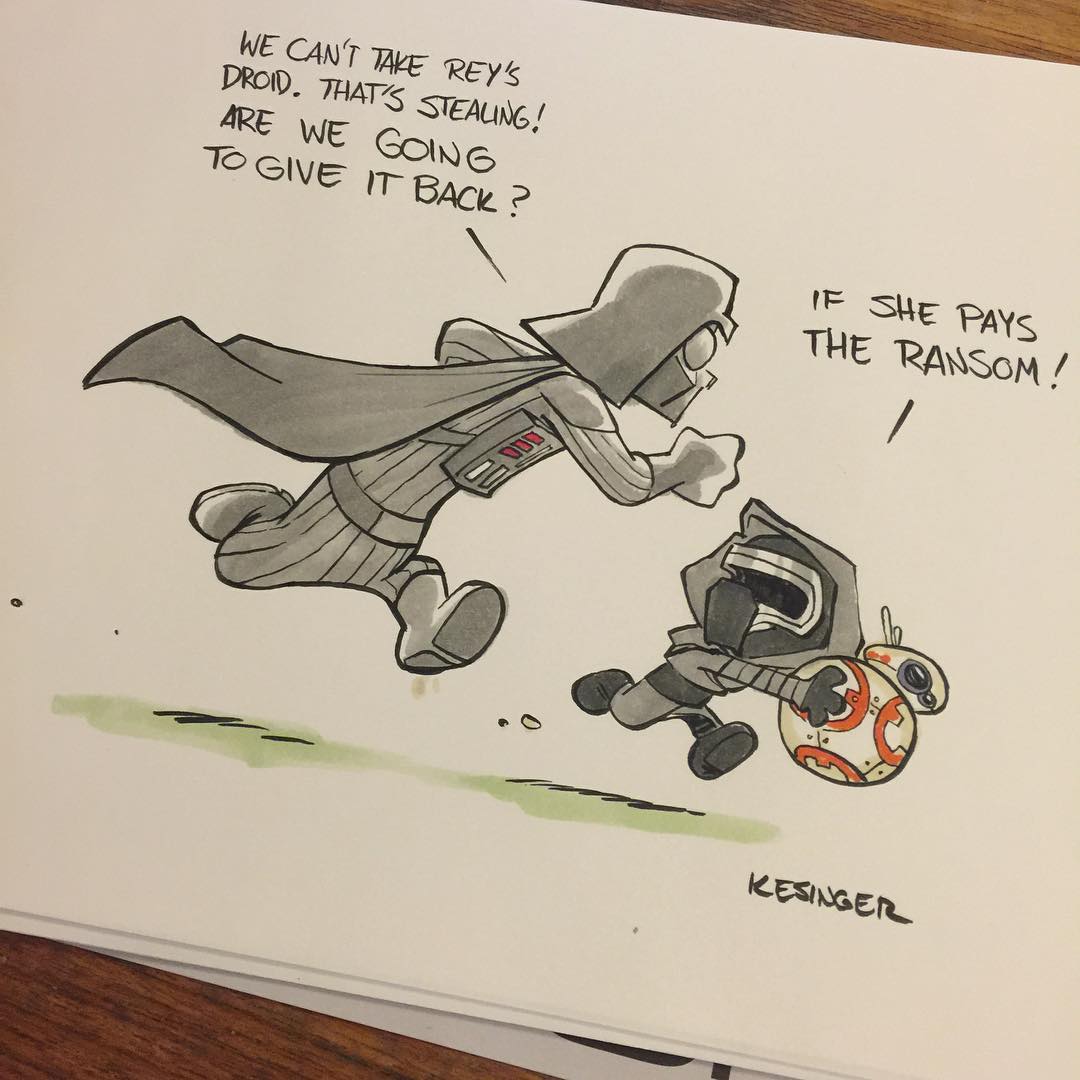 WE CAN'T TAKE REY'S
DROID. THAT'S STEALING!
ARE WE GOING
TO GIVE IT BACK?
IF SHE PAYS
THE RANSOM!
KESINGER